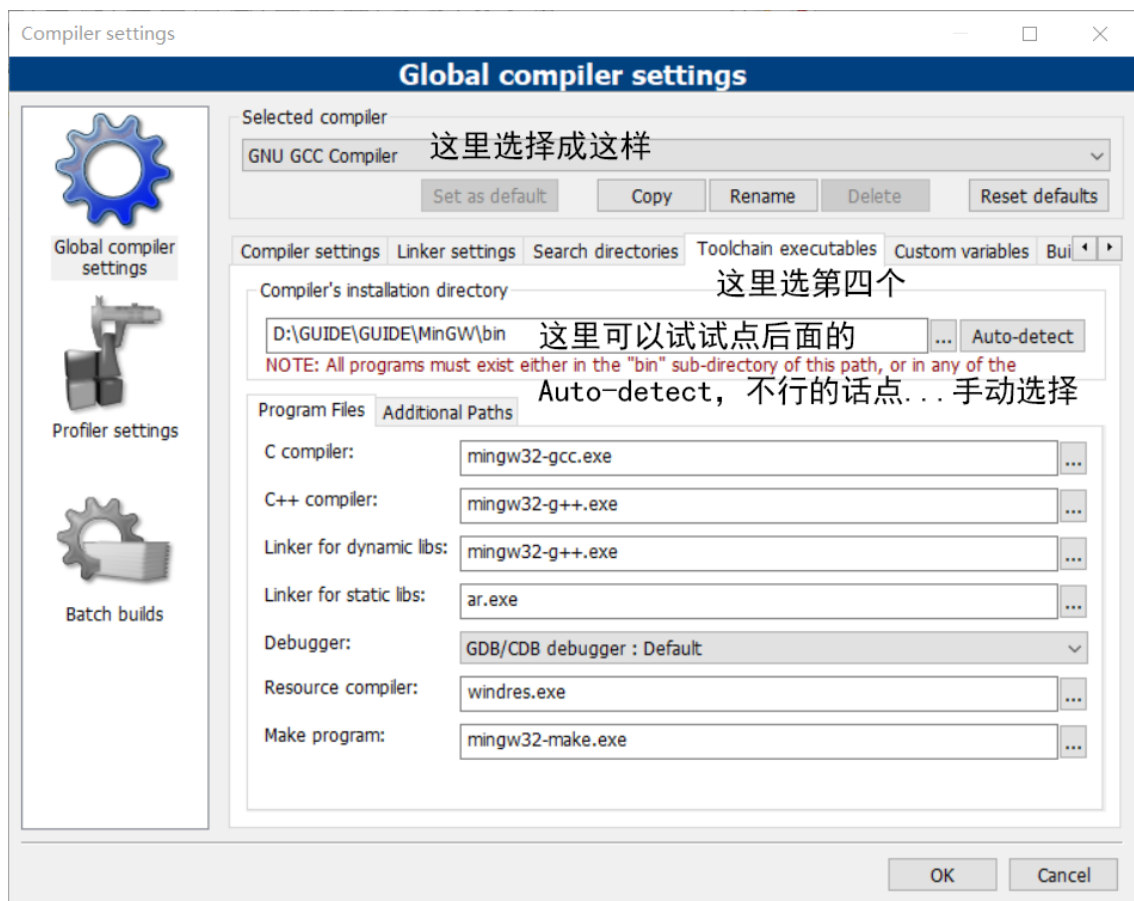 Compiler settings
Global compiler settings
Selected compiler
GNU GCC Compiler 这里选择成这样
Set as default Copy Rename Delete Reset defaults
Global compiler
settings
Compiler settings Linker settings Search directories Toolchain executables Custom variables Bui
这里选第四个
Compiler's installation directory
D:\GUIDE\GUIDE\MinGW\bin 这里可以试试点后面的 ... Auto-detect
NOTE: All programs must exist either in the "bin" sub-directory of this path, or in any of the
Auto-detect, 不行的话点...手动选择
Profiler settings
Program Files Additional Paths
C compiler: mingw32-gcc.exe ...
C++ compiler: mingw32-g++.exe ...
Linker for dynamic libs: mingw32-g++.exe ...
Linker for static libs: ar.exe ...
Batch builds
Debugger: GDB/CDB debugger : Default
Resource compiler: windres.exe ...
Make program: mingw32-make.exe ...
OK Cancel